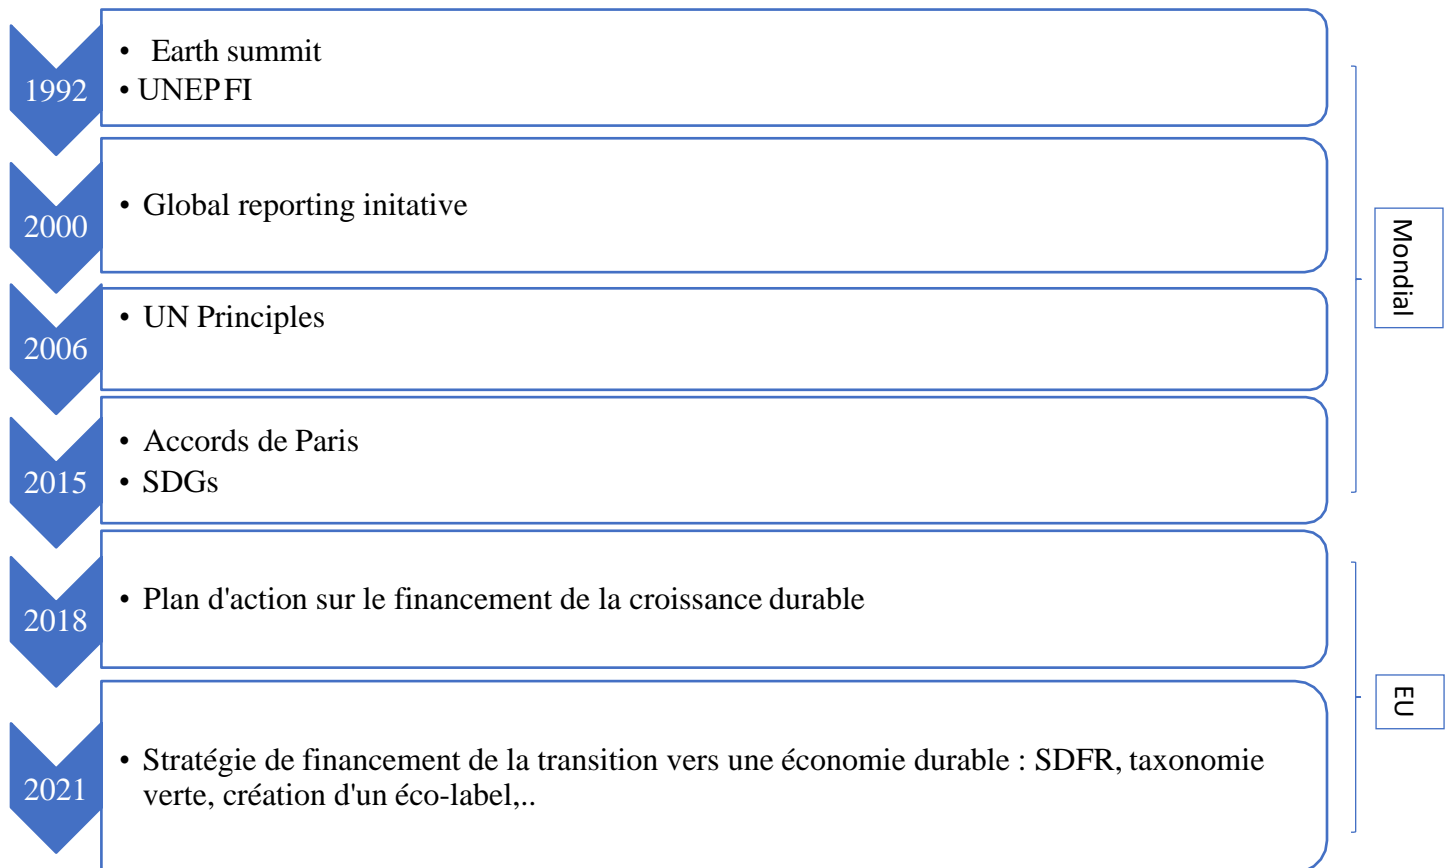 1992
• Earth summit
• UNEP FI
2000
• Global reporting initative
2006
• UN Principles
2015
• Accords de Paris
• SDGs
2018
• Plan d'action sur le financement de la croissance durable
2021
• Stratégie de financement de la transition vers une économie durable : SDFR, taxonomie
verte, création d'un éco-label,..
Mondial
EU